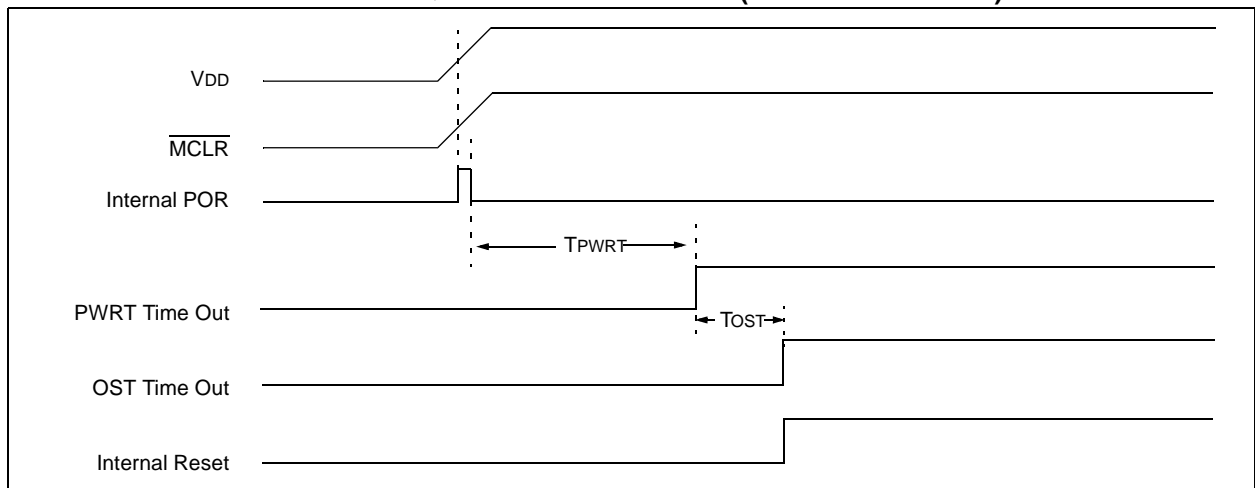 VDD
MCLR
Internal POR
TPWRT
PWRT Time Out
TOST
OST Time Out
Internal Reset